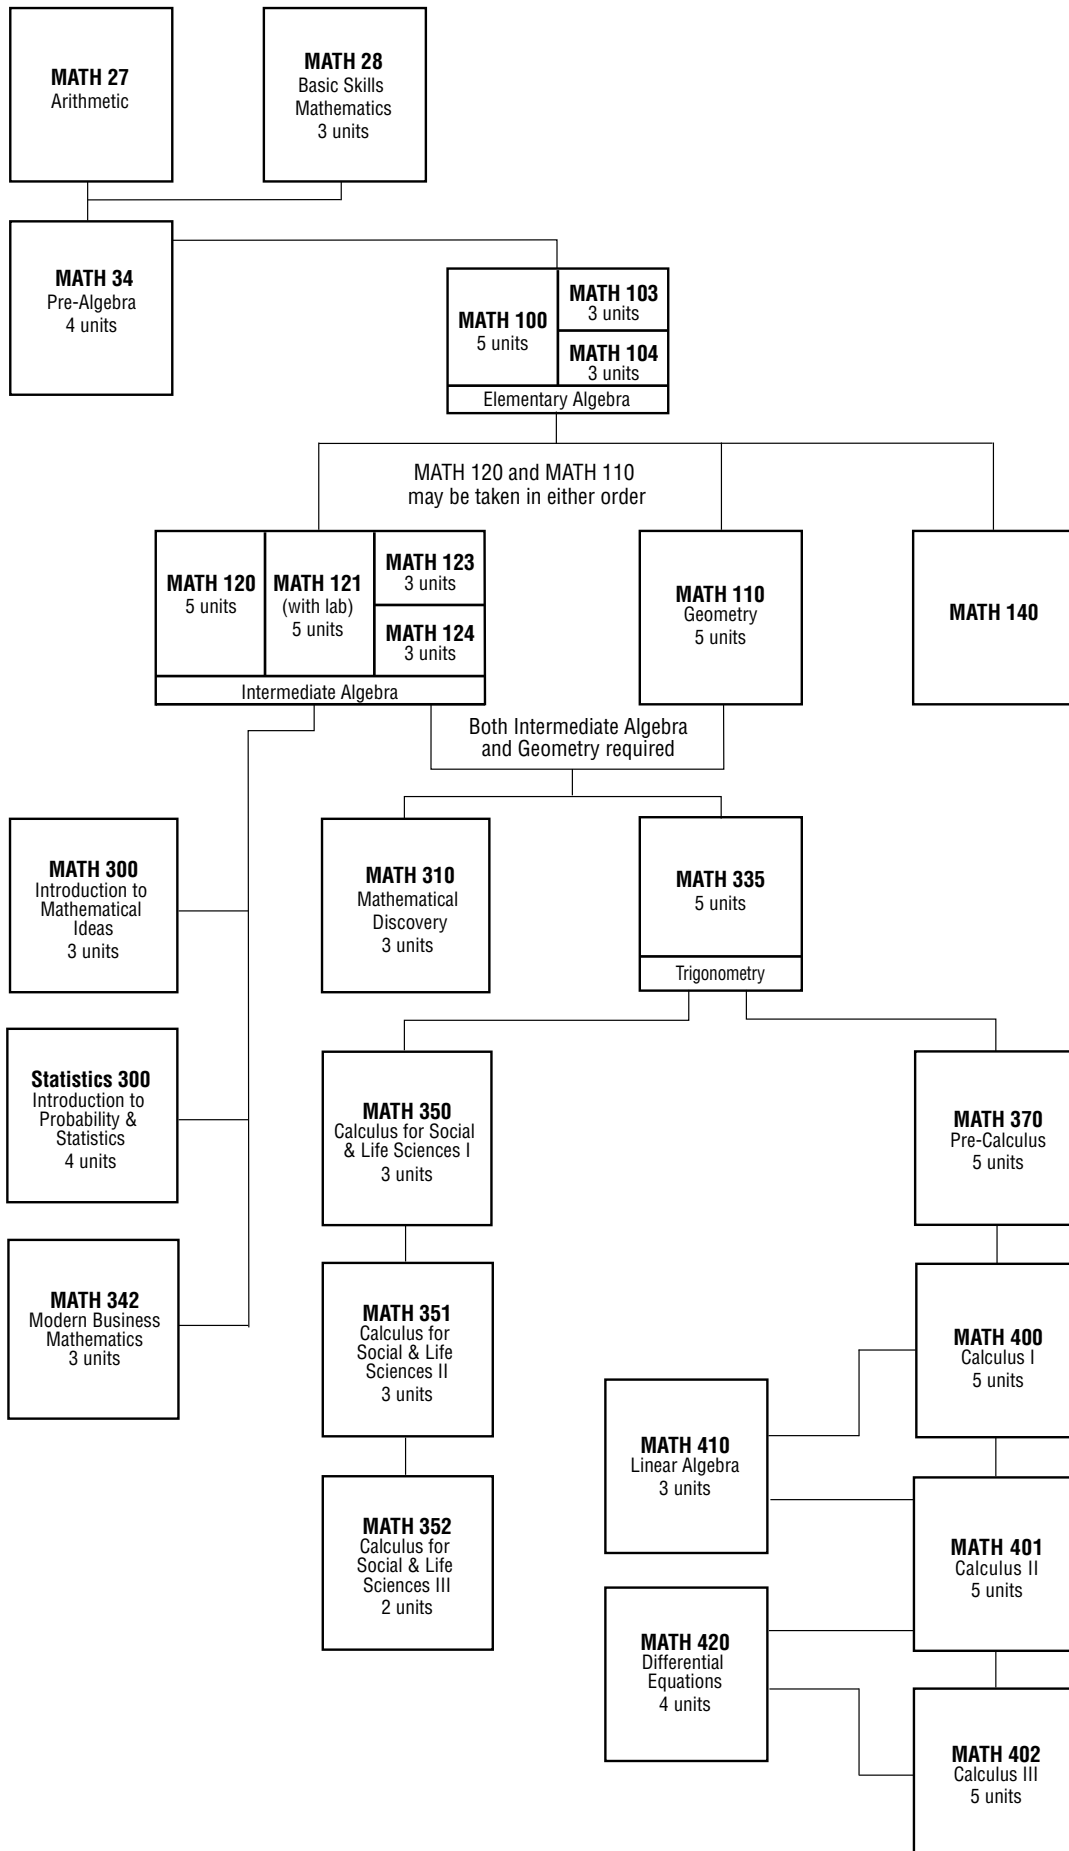 MATH 27
Arithmetic
MATH 28
Basic Skills
Mathematics
3 units
MATH 34
Pre-Algebra
4 units
MATH 100
5 units
MATH 103
3 units
MATH 104
3 units
Elementary Algebra
MATH 120 and MATH 110
may be taken in either order
MATH 120
5 units
MATH 121
(with lab)
5 units
MATH 123
3 units
MATH 124
3 units
Intermediate Algebra
MATH 110
Geometry
5 units
MATH 140
Both Intermediate Algebra
and Geometry required
MATH 300
Introduction to
Mathematical
Ideas
3 units
MATH 310
Mathematical
Discovery
3 units
MATH 335
5 units
Trigonometry
Statistics 300
Introduction to
Probability &
Statistics
4 units
MATH 350
Calculus for Social
& Life Sciences I
3 units
MATH 370
Pre-Calculus
5 units
MATH 342
Modern Business
Mathematics
3 units
MATH 351
Calculus for
Social & Life
Sciences II
3 units
MATH 400
Calculus I
5 units
MATH 410
Linear Algebra
3 units
MATH 352
Calculus for
Social & Life
Sciences III
2 units
MATH 401
Calculus II
5 units
MATH 420
Differential
Equations
4 units
MATH 402
Calculus III
5 units